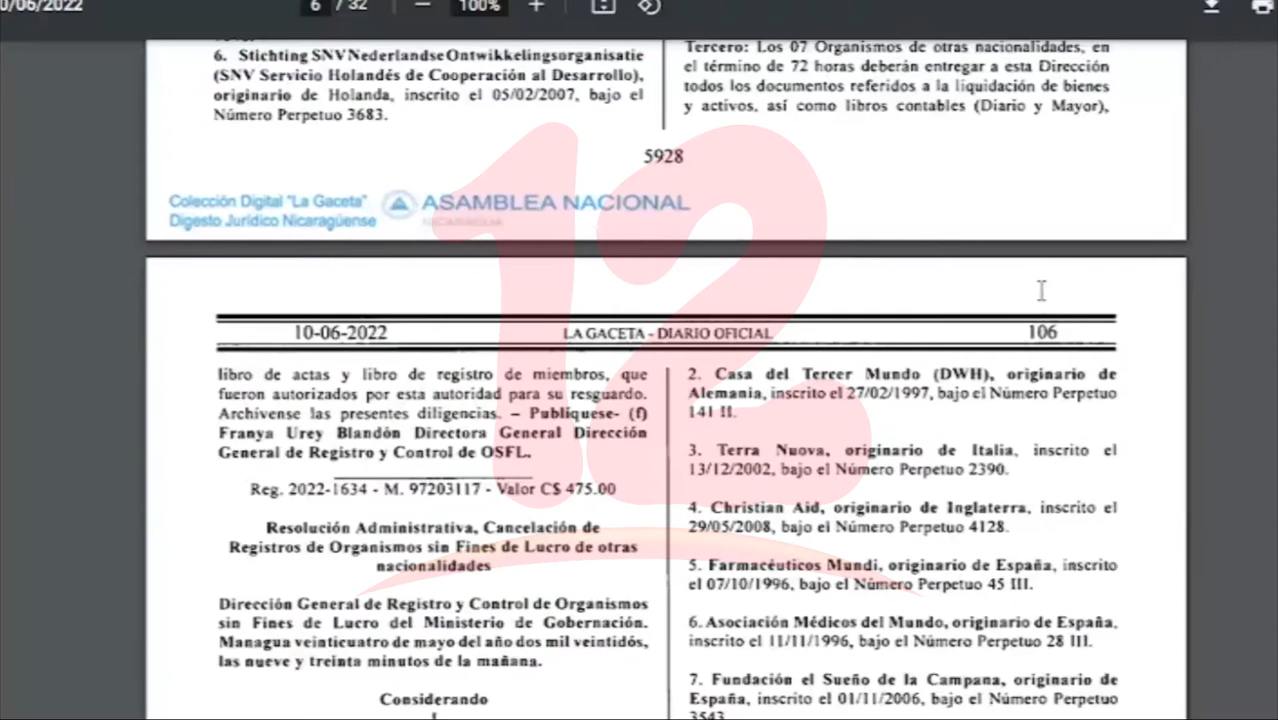 0/06/2022
6 / 32
100%
6. Stichting SNV Nederlandse Ontwikkelingsorganisatie
(SNV Servicio Holandés de Cooperación al Desarrollo),
originario de Holanda, inscrito el 05/02/2007, bajo el
Número Perpetuo 3683.
Tercero: Los 07 Organismos de otras nacionalidades, en
el término de 72 horas deberán entregar a esta Dirección
todos los documentos referidos a la liquidación de bienes
y activos, así como libros contables (Diario y Mayor),
5928
Colección Digital "La Gaceta"
Digesto Jurídico Nicaragüense
ASAMBLEA NACIONAL
NICARAGUA
12
10-06-2022
LA GACETA - DIARIO OFICIAL
106
libro de actas y libro de registro de miembros, que
fueron autorizados por esta autoridad para su resguardo.
Archívense las presentes diligencias. – Publíquese- (f)
Franya Urey Blandón Directora General Dirección
General de Registro y Control de OSFL.
Reg. 2022-1634 - M. 97203117 - Valor C$ 475.00
Resolución Administrativa, Cancelación de
Registros de Organismos sin Fines de Lucro de otras
nacionalidades
Dirección General de Registro y Control de Organismos
sin Fines de Lucro del Ministerio de Gobernación.
Managua veinticuatro de mayo del año dos mil veintidós,
las nueve y treinta minutos de la mañana.
Considerando
2. Casa del Tercer Mundo (DWH), originario de
Alemania, inscrito el 27/02/1997, bajo el Número Perpetuo
141 II.
3. Terra Nuova, originario de Italia, inscrito el
13/12/2002, bajo el Número Perpetuo 2390.
4. Christian Aid, originario de Inglaterra, inscrito el
29/05/2008, bajo el Número Perpetuo 4128.
5. Farmacéuticos Mundi, originario de España, inscrito
el 07/10/1996, bajo el Número Perpetuo 45 III.
6. Asociación Médicos del Mundo, originario de España,
inscrito el 11/11/1996, bajo el Número Perpetuo 28 III.
7. Fundación el Sueño de la Campana, originario de
España, inscrito el 01/11/2006, bajo el Número Perpetuo
3543.